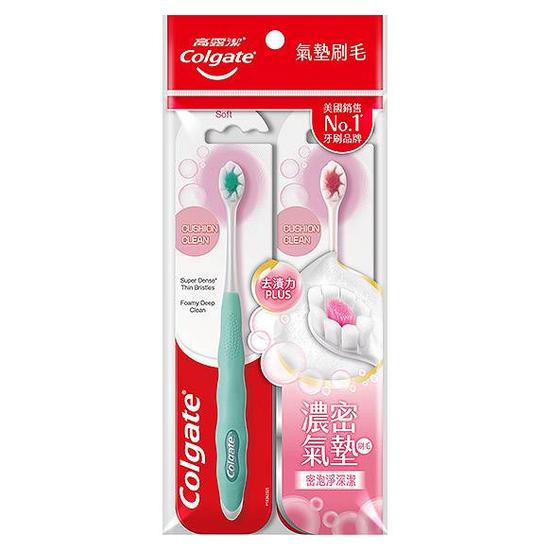 高露潔®
Colgate®
氣墊刷毛
美國銷售
No.1*
牙刷品牌
Soft
CUSHION
CLEAN
Super Dense*
Thin Bristles
Foamy Deep
Clean
Colgate®
Colgate®
CUSHION
CLEAN
去漬力
PLUS
濃密
氣墊
刷毛
密泡淨深潔